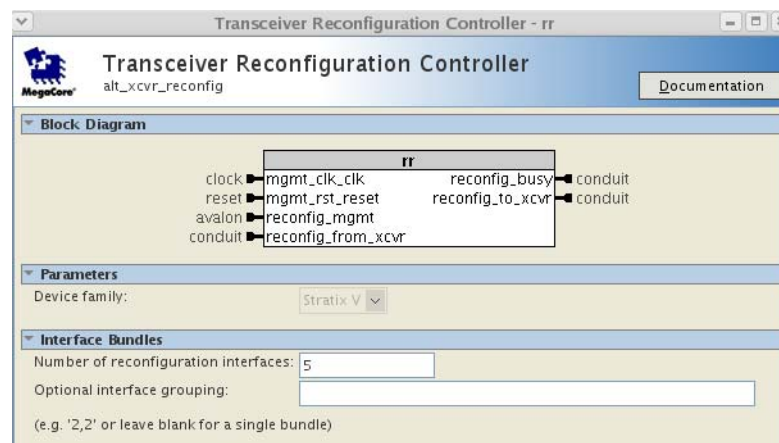 Transceiver Reconfiguration Controller - rr
MegaCore®
Transceiver Reconfiguration Controller
alt_xcvr_reconfig
Documentation
Block Diagram
rr
clock mgmt_clk_clk reconfig_busy conduit
reset mgmt_rst_reset reconfig_to_xcvr conduit
avalon reconfig_mgmt
conduit reconfig_from_xcvr
Parameters
Device family: Stratix V
Interface Bundles
Number of reconfiguration interfaces: 5
Optional interface grouping:
(e.g. '2,2' or leave blank for a single bundle)